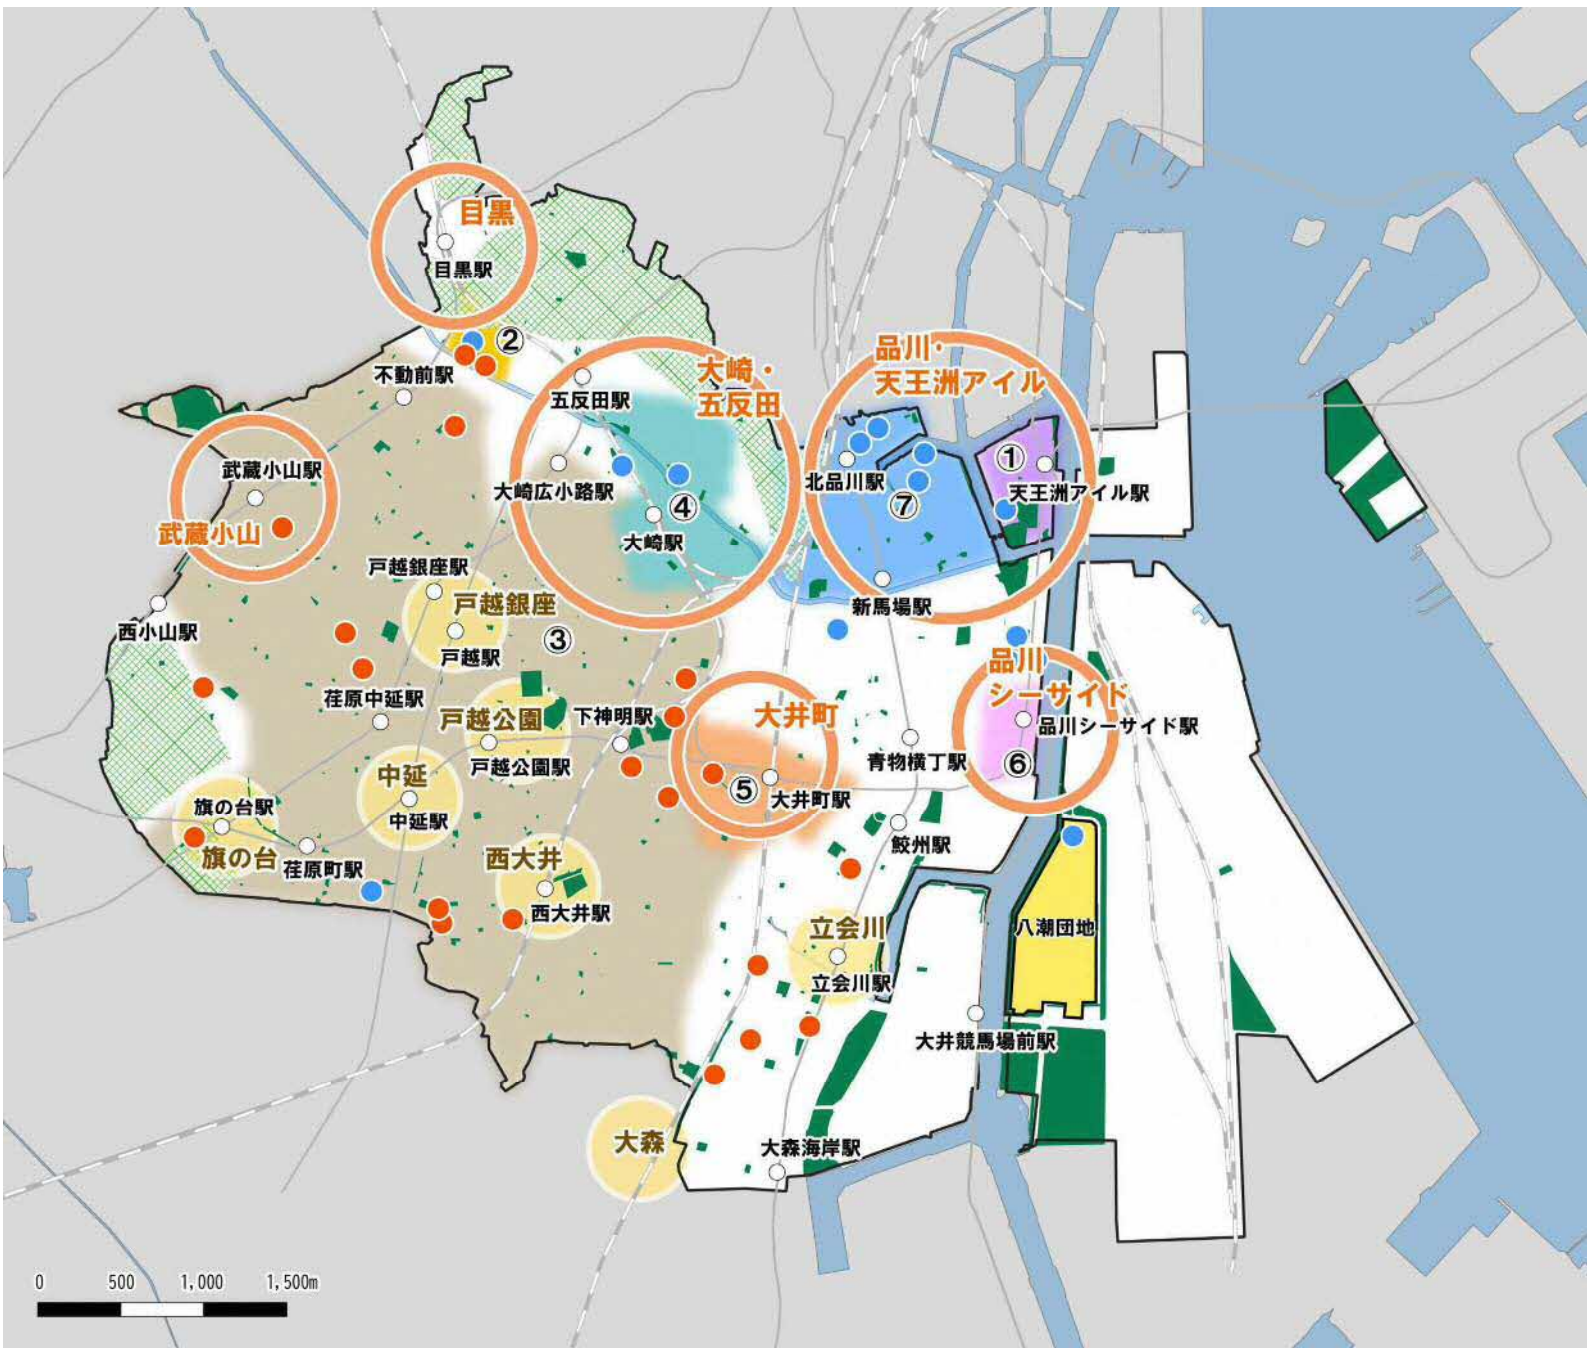 目黒
目黒駅
②
不動前駅
大崎・
五反田
五反田駅
大崎広小路駅
④
大崎駅
品川・
天王洲アイル
①
北品川駅
天王洲アイル駅
⑦
新馬場駅
武蔵小山駅
武蔵小山
戸越銀座駅
戸越銀座
西小山駅
戸越駅
③
荏原中延駅
戸越公園
下神明駅
戸越公園駅
大井町
⑤
大井町駅
品川
シーサイド
品川シーサイド駅
青物横丁駅
⑥
中延
中延駅
旗の台駅
旗の台
荏原町駅
西大井
西大井駅
鮫州駅
立会川
立会川駅
八潮団地
大井競馬場前駅
大森
大森海岸駅
0 500 1,000 1,500m